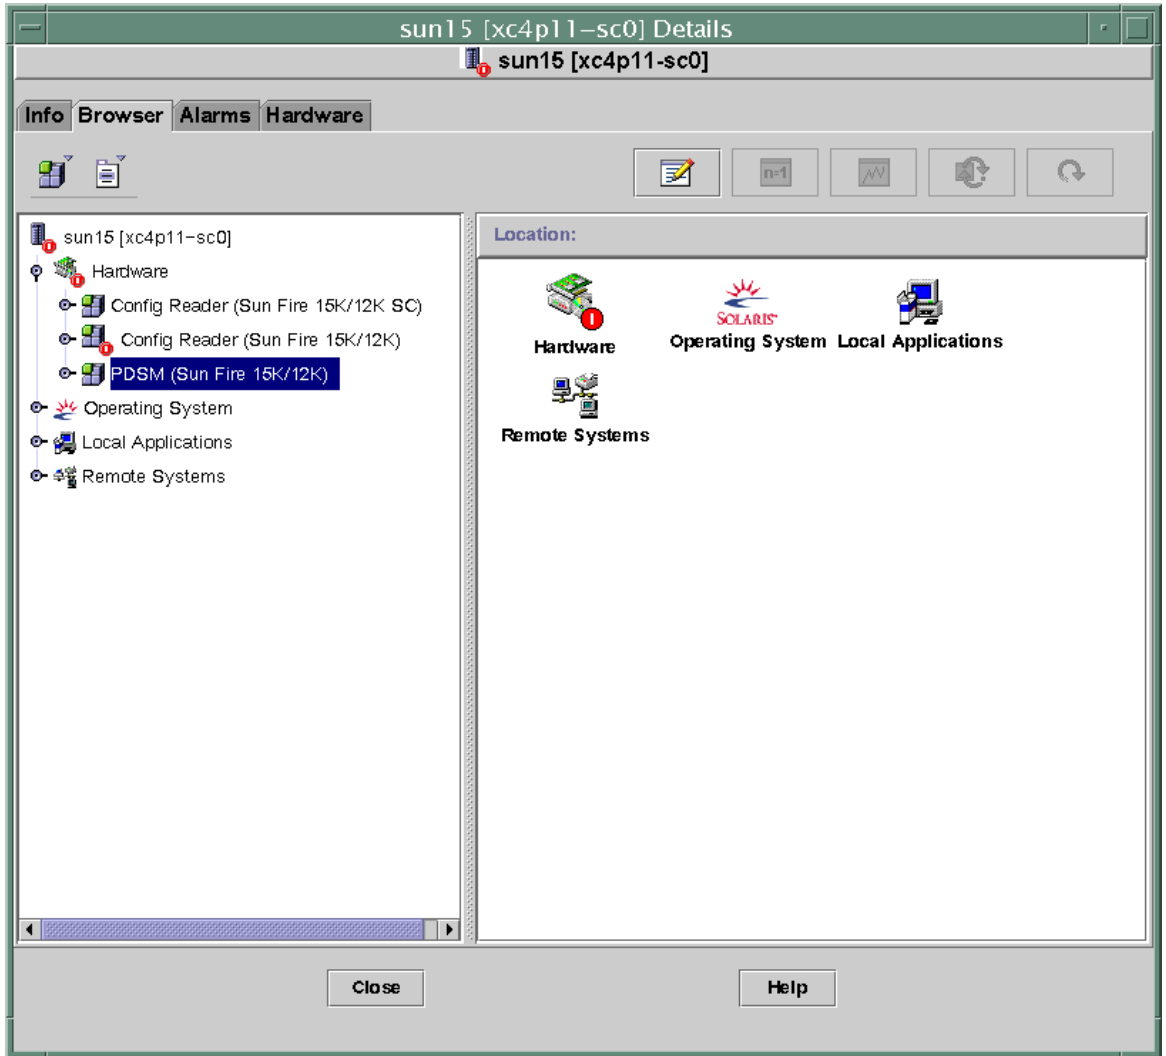 sun15 [xc4p11-sc0] Details
sun15 [xc4p11-sc0]
Info Browser Alarms Hardware
n=1
sun15 [xc4p11-sc0]
Hardware
Config Reader (Sun Fire 15K/12K SC)
Config Reader (Sun Fire 15K/12K)
PDSM (Sun Fire 15K/12K)
Operating System
Local Applications
Remote Systems
Location:
Hardware
SOLARIS
Operating System
Local Applications
Remote Systems
Close
Help